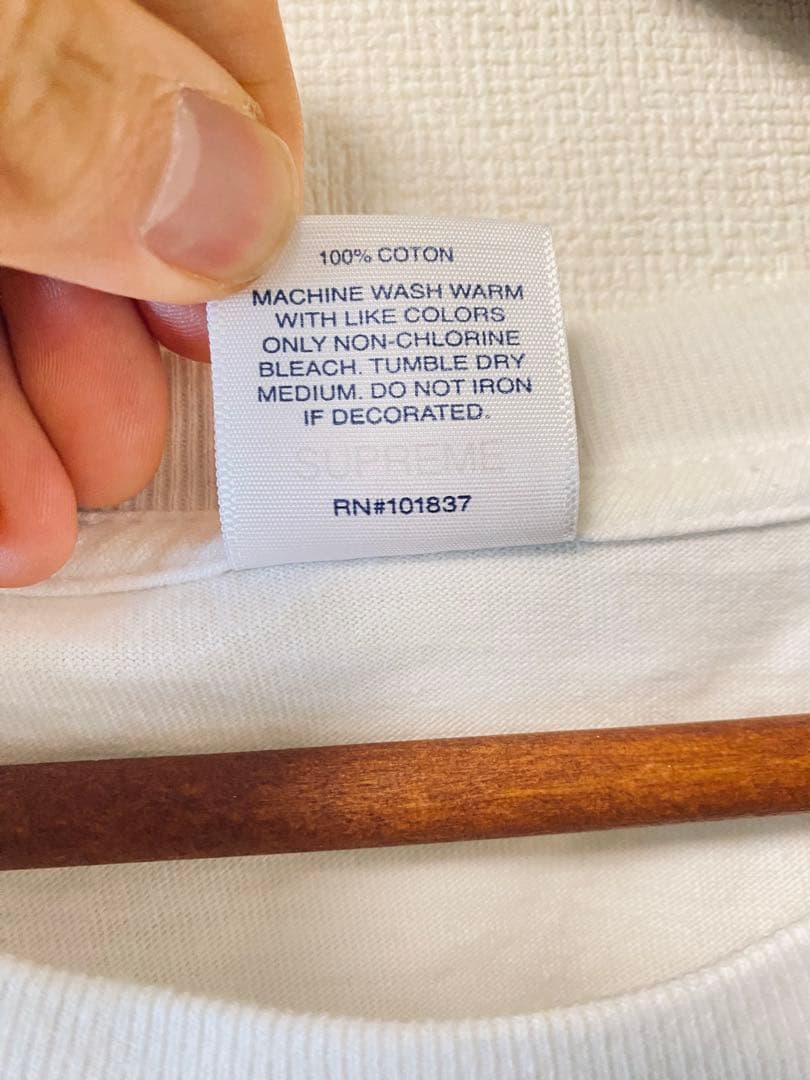 100% COTON
MACHINE WASH WARM
WITH LIKE COLORS
ONLY NON-CHLORINE
BLEACH. TUMBLE DRY
MEDIUM. DO NOT IRON
IF DECORATED.
SUPREME
RN#101837